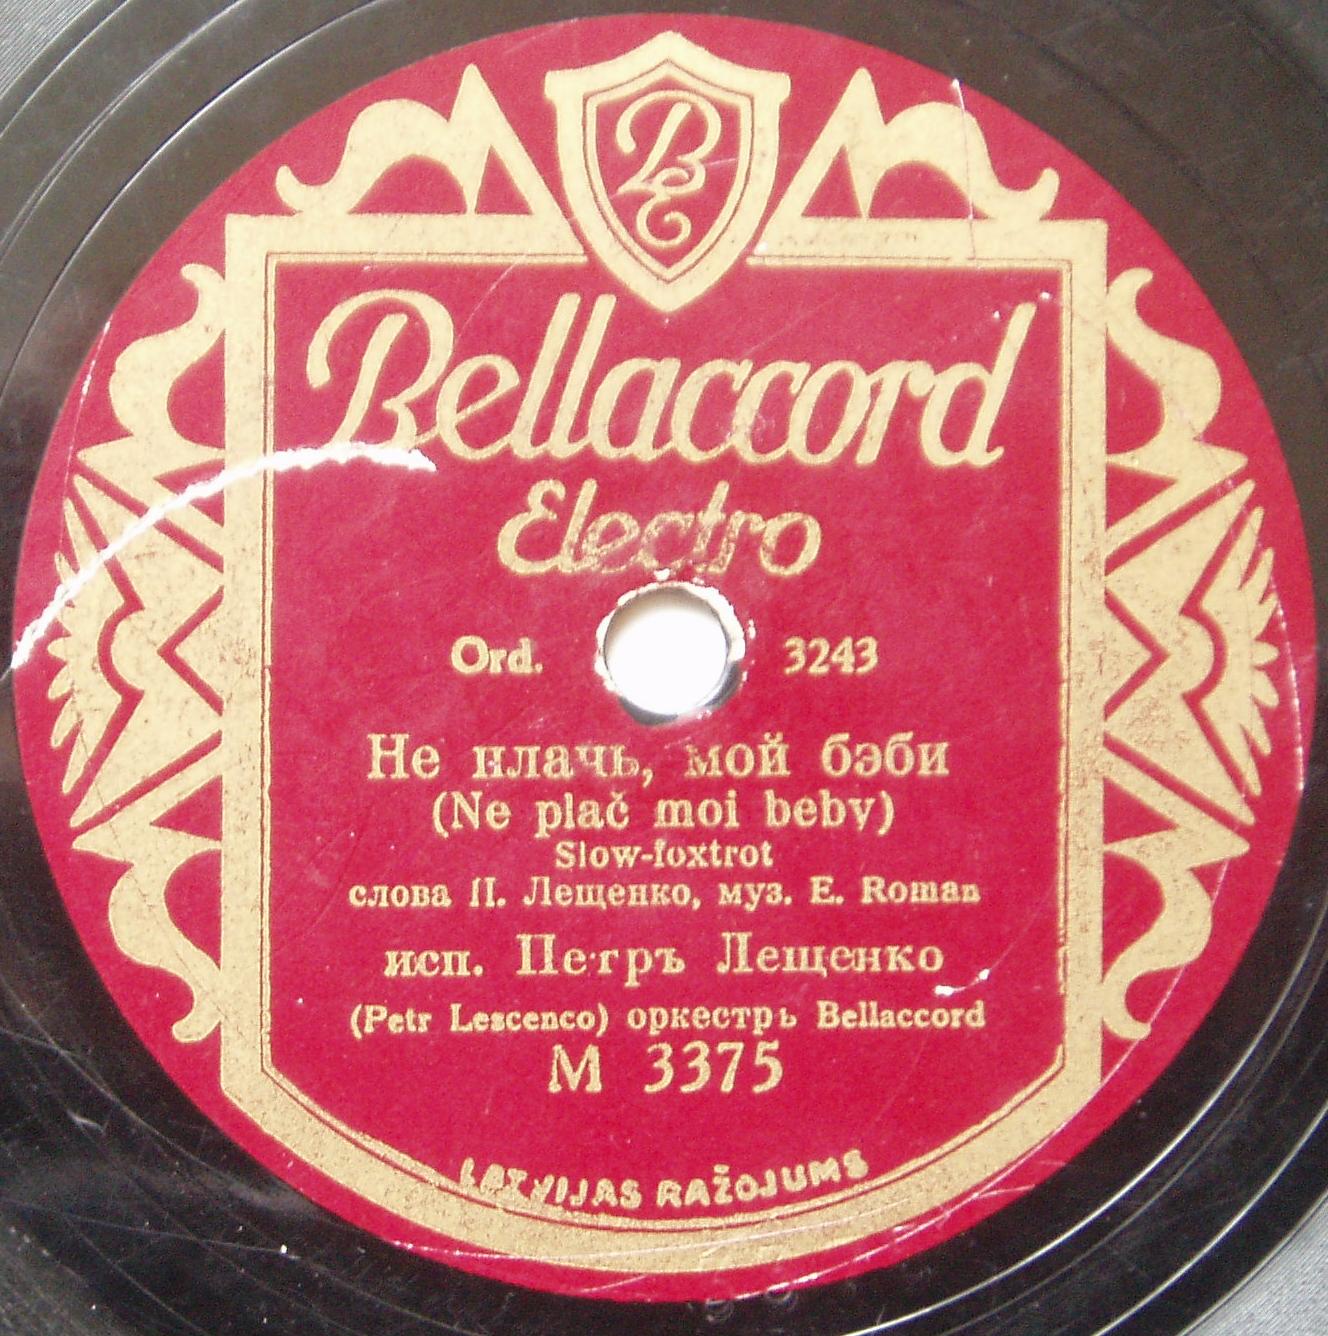 BE
Bellaccord
Electro
Ord. 3243
Не плачь, мой бэби
(Ne plač moi beby)
Slow-foxtrot
слова П. Лещенко, муз. E. Roman
исп. Петръ Лещенко
(Petr Lescenco) оркестръ Bellaccord
M 3375
LATVIJAS RAŽOJUMS